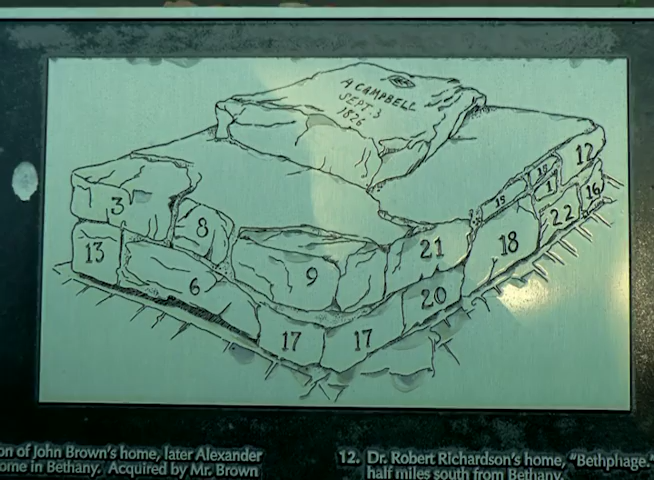 A CAMPBELL
SEPT. 3
1826
12
19
1
16
3
8
19
22
13
9
21
18
6
20
17
17
on of John Brown's home, later Alexander
ome in Bethany. Acquired by Mr. Brown
12. Dr. Robert Richardson's home, "Bethphage."
half miles south from Bethany.